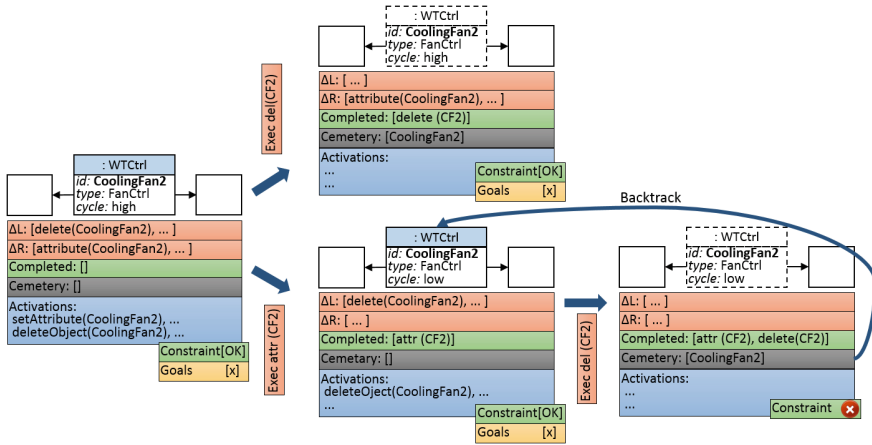 : WTCtrl
id: CoolingFan2
type: FanCtrl
cycle: high
ΔL: [delete(CoolingFan2), ...]
ΔR: [attribute(CoolingFan2), ...]
Completed: []
Cemetery: []
Activations:
setAttribute(CoolingFan2), ...
deleteObject(CoolingFan2), ...
Constraint[OK]
Goals [x]
Exec del(CF2)
: WTCtrl
id: CoolingFan2
type: FanCtrl
cycle: high
ΔL: [ ... ]
ΔR: [attribute(CoolingFan2), ... ]
Completed: [delete (CF2)]
Cemetery: [CoolingFan2]
Activations:
...
...
Constraint[OK]
Goals [x]
Exec attr (CF2)
: WTCtrl
id: CoolingFan2
type: FanCtrl
cycle: low
ΔL: [delete(CoolingFan2), ... ]
ΔR: [ ... ]
Completed: [attr (CF2)]
Cemetary: []
Activations:
deleteOject(CoolingFan2), ...
...
Constraint[OK]
Goals [x]
Exec del (CF2)
Backtrack
: WTCtrl
id: CoolingFan2
type: FanCtrl
cycle: low
ΔL: [ ... ]
ΔR: [ ... ]
Completed: [attr (CF2), delete(CF2)]
Cemetery: [CoolingFan2]
Activations:
...
...
Constraint